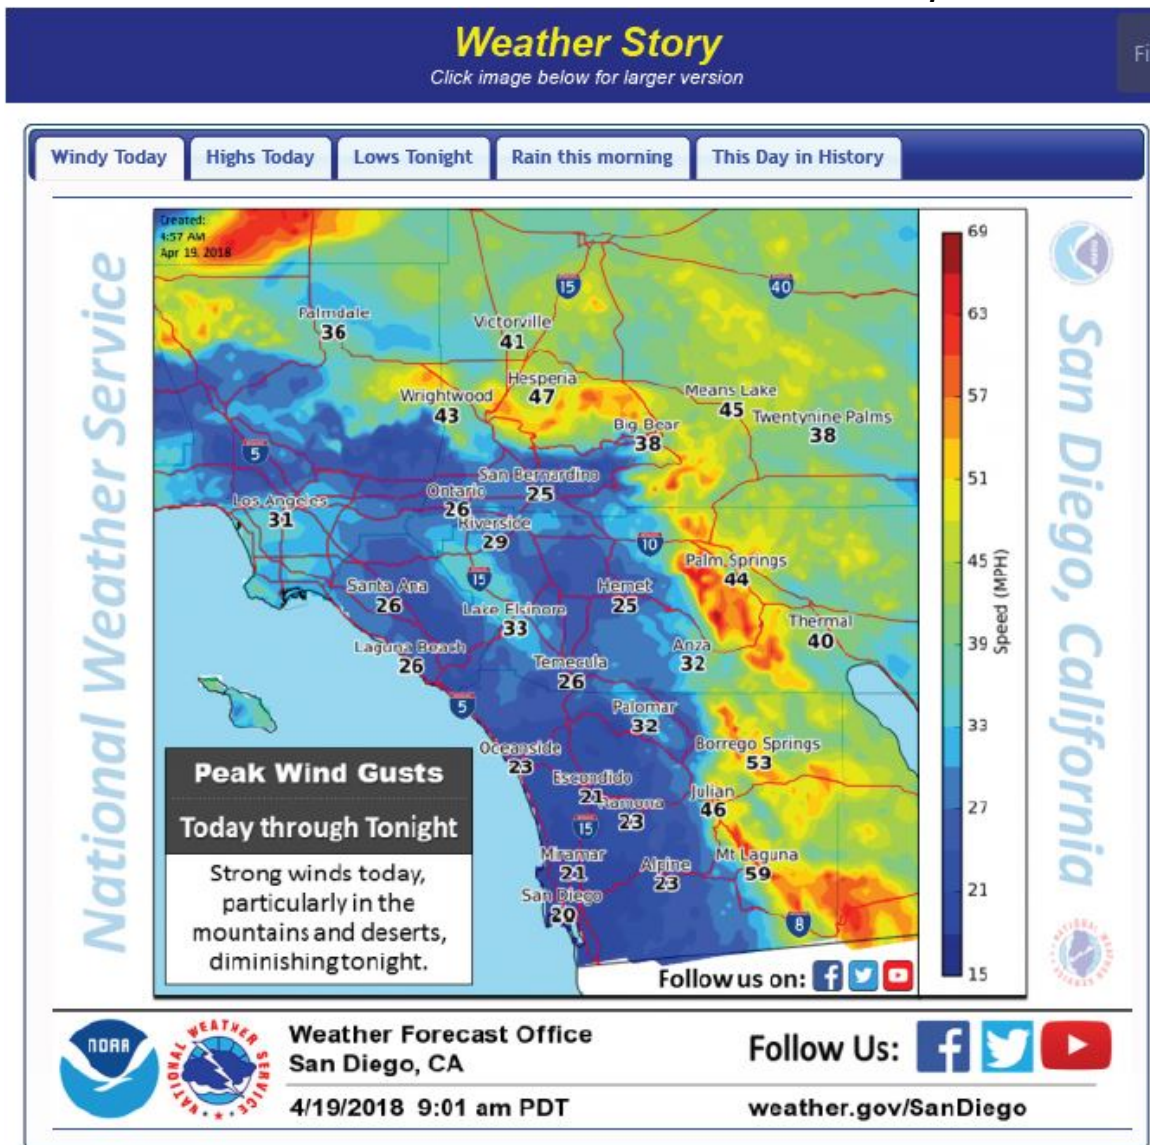 Weather Story
Click image below for larger version
Fi
Windy Today
Highs Today
Lows Tonight
Rain this morning
This Day in History
National Weather Service
San Diego, California
Created:
4:57 AM
Apr 19, 2018
15
40
Palmdale
36
Victorville
41
Hesperia
47
Wrightwood
43
Means Lake
45
Big Bear
38
Twentynine Palms
38
5
San Bernardino
25
Ontario
26
Los Angeles
31
Riverside
29
10
Palm Springs
44
15
Santa Ana
26
Hemet
25
Lake Elsinore
33
Thermal
40
Laguna Beach
26
Anza
32
Temecula
26
5
Palomar
32
Oceanside
23
Borrego Springs
53
Escondido
21
Ramona
23
Julian
46
15
Miramar
21
Alpine
23
Mt Laguna
59
San Diego
20
8
Peak Wind Gusts
Today through Tonight
Strong winds today,
particularly in the
mountains and deserts,
diminishing tonight.
Follow us on:
69
63
57
51
45
39
33
27
21
15
Speed (MPH)
NOAA
NATIONAL WEATHER SERVICE
Weather Forecast Office
San Diego, CA
4/19/2018 9:01 am PDT
Follow Us:
weather.gov/SanDiego